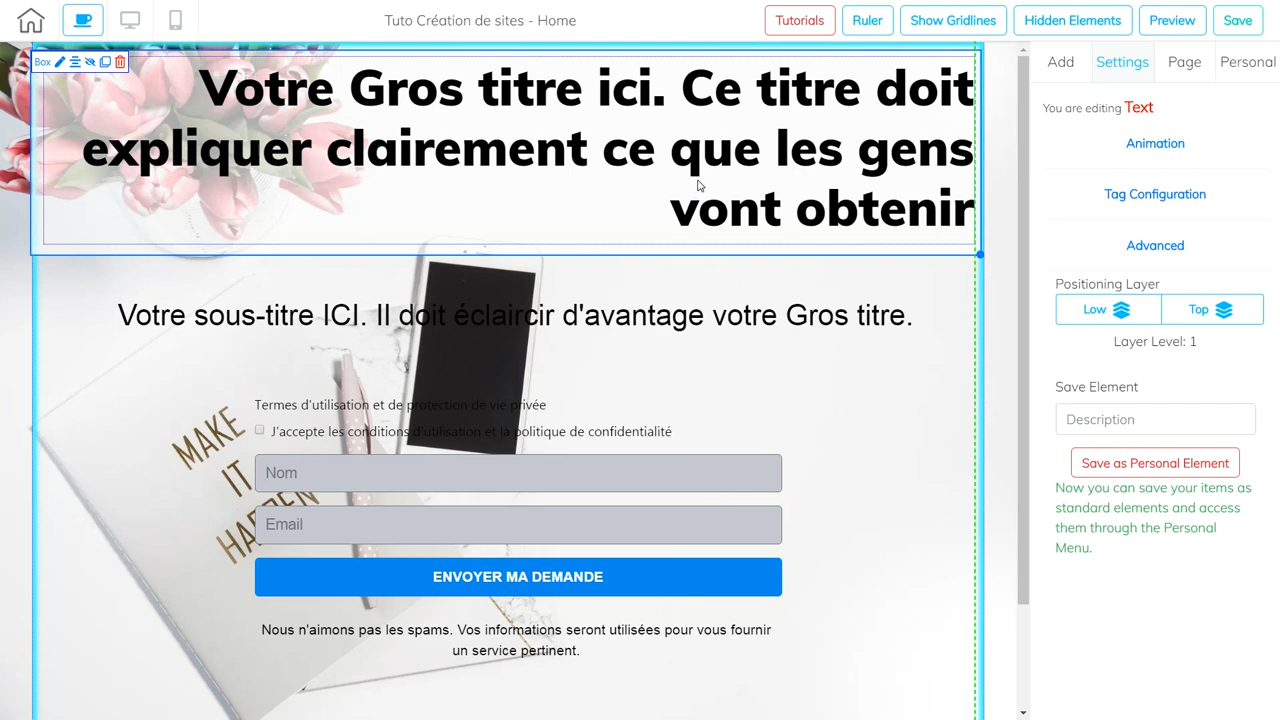 Tuto Création de sites - Home
Tutorials
Ruler
Show Gridlines
Hidden Elements
Preview
Save
Box
Votre Gros titre ici. Ce titre doit
expliquer clairement ce que les gens
vont obtenir
Votre sous-titre ICI. Il doit éclaircir d'avantage votre Gros titre.
MAKE
IT
HAPPEN
Termes d'utilisation et de protection de vie privée
J'accepte les conditions d'utilisation et la politique de confidentialité
Nom
Email
ENVOYER MA DEMANDE
Nous n'aimons pas les spams. Vos informations seront utilisées pour vous fournir
un service pertinent.
Add
Settings
Page
Personal
You are editing Text
Animation
Tag Configuration
Advanced
Positioning Layer
Low
Top
Layer Level: 1
Save Element
Description
Save as Personal Element
Now you can save your items as
standard elements and access
them through the Personal
Menu.